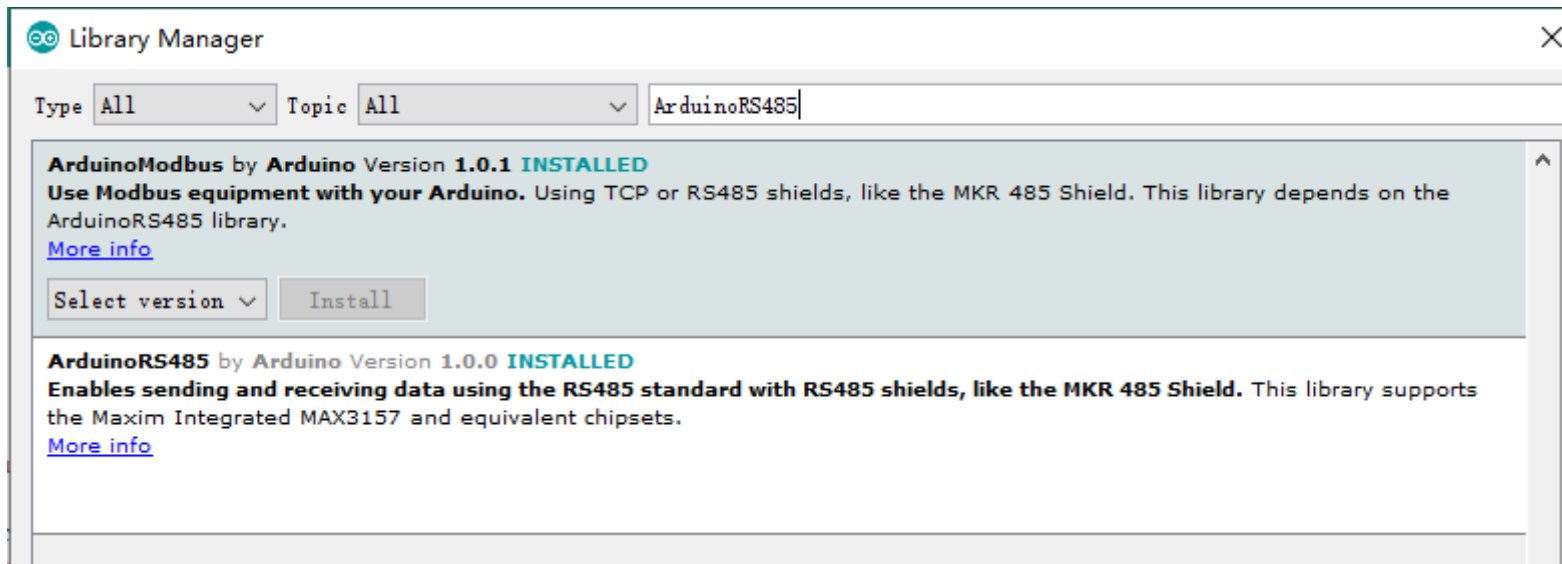 Library Manager
Type All Topic All ArduinoRS485
ArduinoModbus by Arduino Version 1.0.1 INSTALLED
Use Modbus equipment with your Arduino. Using TCP or RS485 shields, like the MKR 485 Shield. This library depends on the
ArduinoRS485 library.
More info
Select version Install
ArduinoRS485 by Arduino Version 1.0.0 INSTALLED
Enables sending and receiving data using the RS485 standard with RS485 shields, like the MKR 485 Shield. This library supports
the Maxim Integrated MAX3157 and equivalent chipsets.
More info